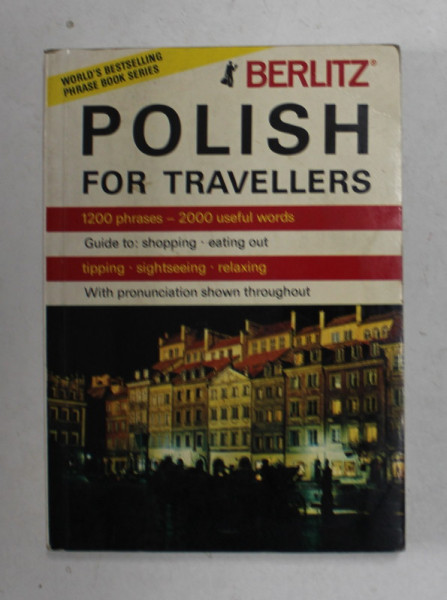 WORLD'S BESTSELLING
PHRASE BOOK SERIES
BERLITZ®
POLISH
FOR TRAVELLERS
1200 phrases – 2000 useful words
Guide to: shopping · eating out
tipping · sightseeing · relaxing
With pronunciation shown throughout